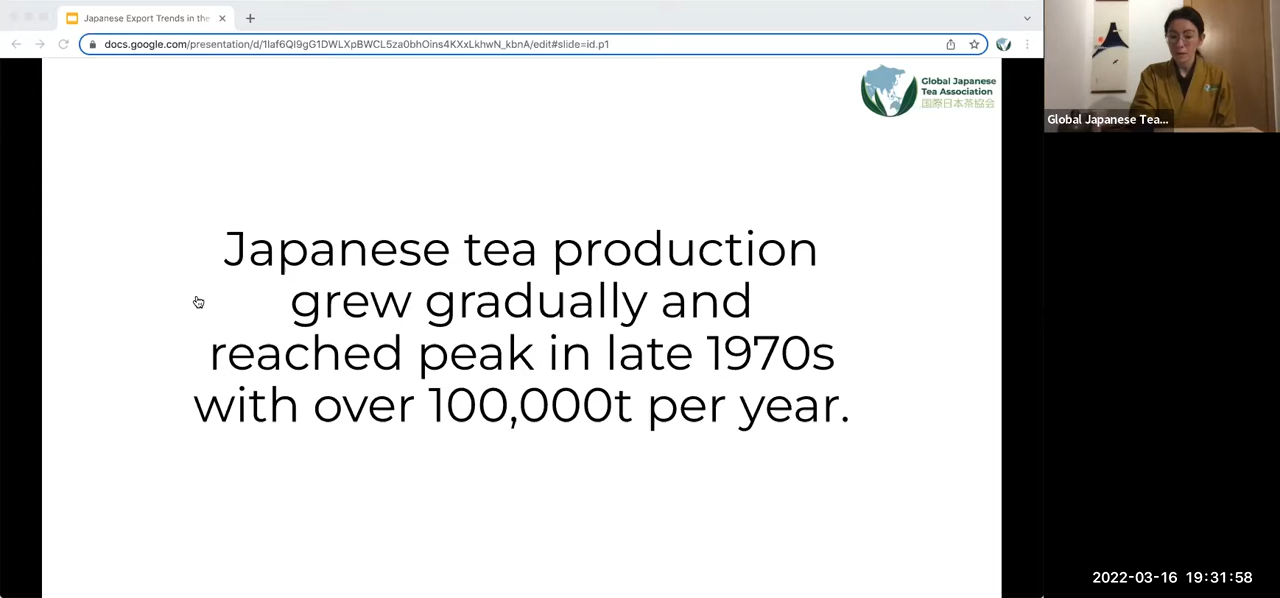 Japanese Export Trends in the
docs.google.com/presentation/d/1laf6QI9gG1DWLXpBWCL5za0bhOins4KXxLkhwN_kbnA/edit#slide=id.p1
Global Japanese
Tea Association
国際日本茶協会
Global Japanese Tea...
Japanese tea production
grew gradually and
reached peak in late 1970s
with over 100,000t per year.
2022-03-16 19:31:58